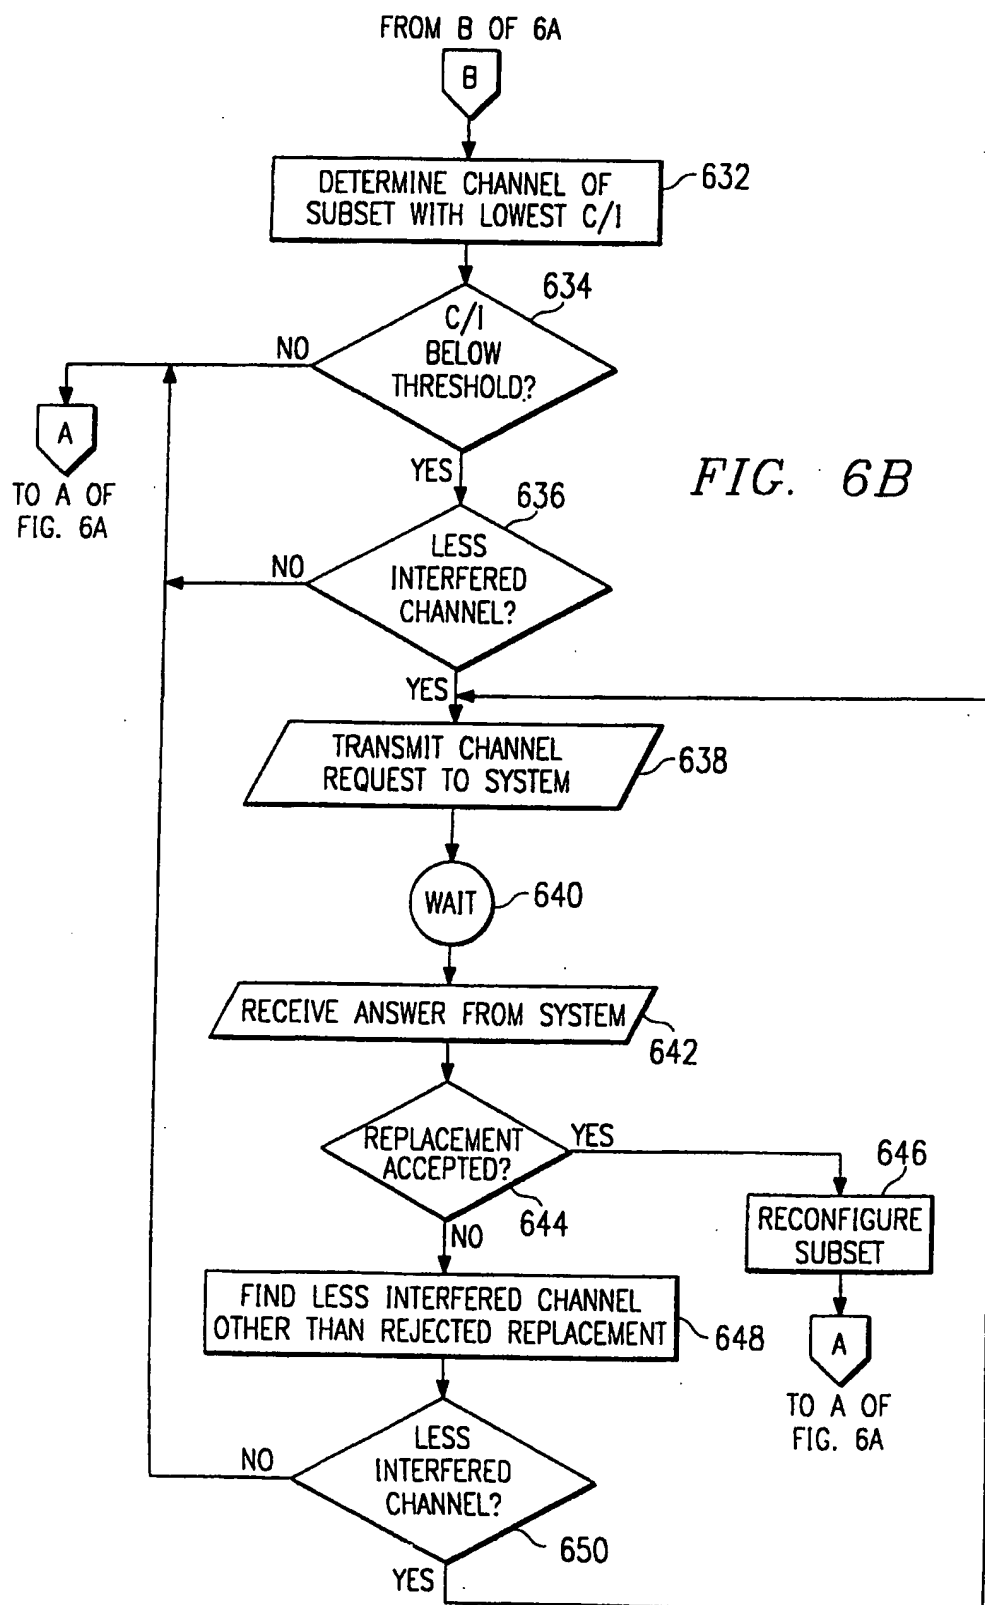 FROM B OF 6A
B
DETERMINE CHANNEL OF
SUBSET WITH LOWEST C/I
632
634
C/I
BELOW
THRESHOLD?
NO
A
TO A OF
FIG. 6A
YES
FIG. 6B
636
LESS
INTERFERED
CHANNEL?
NO
YES
TRANSMIT CHANNEL
REQUEST TO SYSTEM
638
WAIT
640
RECEIVE ANSWER FROM SYSTEM
642
REPLACEMENT
ACCEPTED?
YES
644
646
RECONFIGURE
SUBSET
NO
FIND LESS INTERFERED CHANNEL
OTHER THAN REJECTED REPLACEMENT
648
A
TO A OF
FIG. 6A
LESS
INTERFERED
CHANNEL?
NO
650
YES